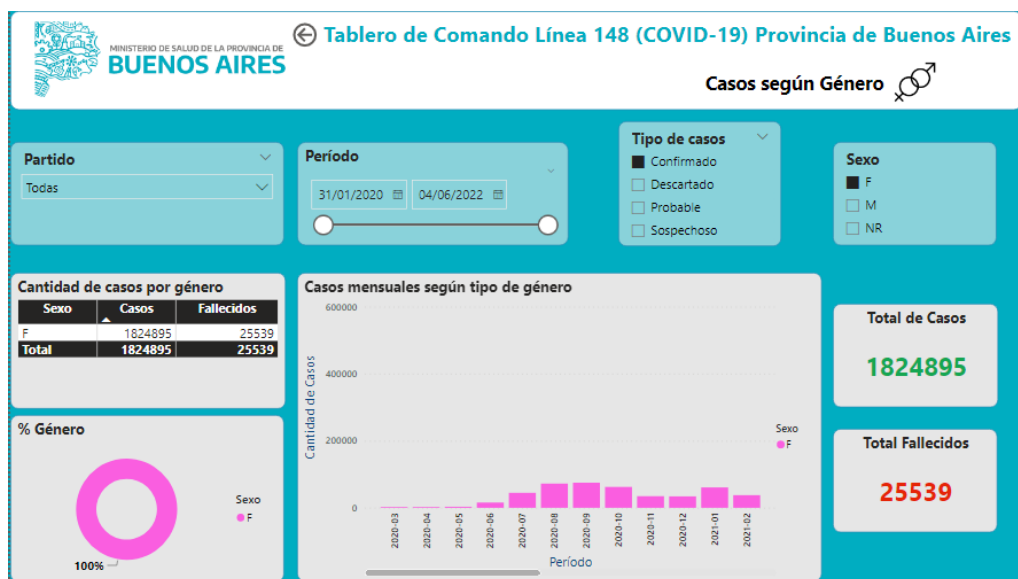 MINISTERIO DE SALUD DE LA PROVINCIA DE
BUENOS AIRES
Tablero de Comando Línea 148 (COVID-19) Provincia de Buenos Aires
Casos según Género
Partido
Todas
Período
31/01/2020 04/06/2022
Tipo de casos
Confirmado
Descartado
Probable
Sospechoso
Sexo
F
M
NR
Cantidad de casos por género
Sexo Casos Fallecidos
F 1824895 25539
Total 1824895 25539
% Género
Sexo
F
100%
Casos mensuales según tipo de género
Cantidad de Casos
600000
400000
200000
0
2020-03 2020-04 2020-05 2020-06 2020-07 2020-08 2020-09 2020-10 2020-11 2020-12 2021-01 2021-02
Período
Sexo
F
Total de Casos
1824895
Total Fallecidos
25539